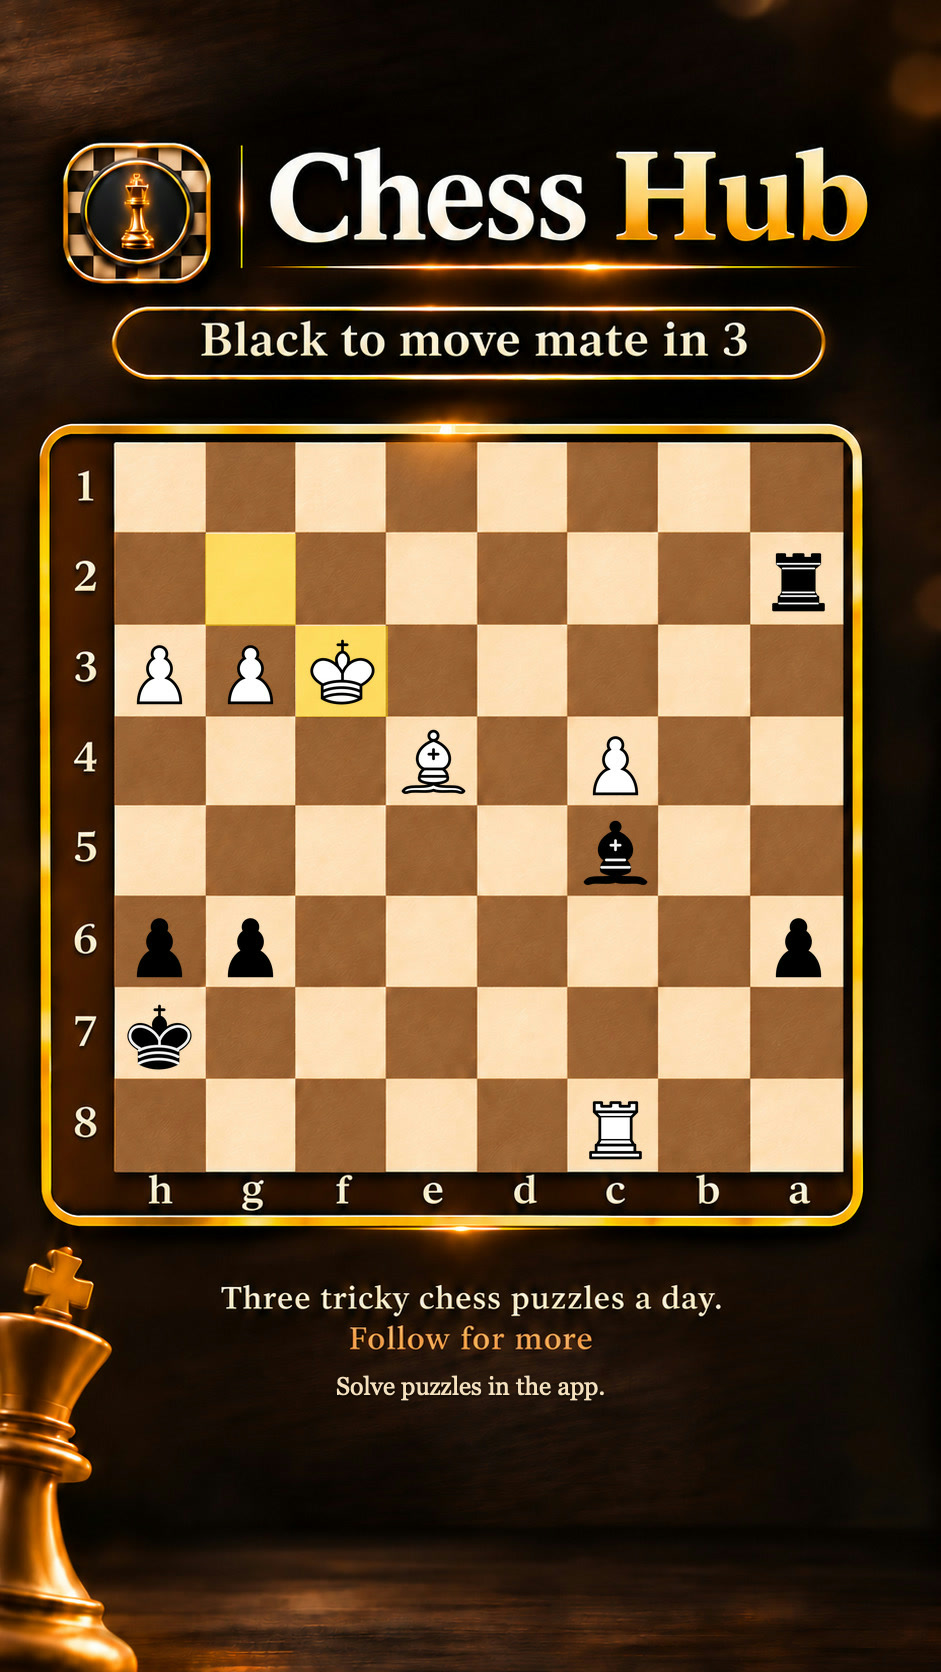 Chess Hub
Black to move mate in 3
1
2
3
4
5
6
7
8
h g f e d c b a
Three tricky chess puzzles a day.
Follow for more
Solve puzzles in the app.